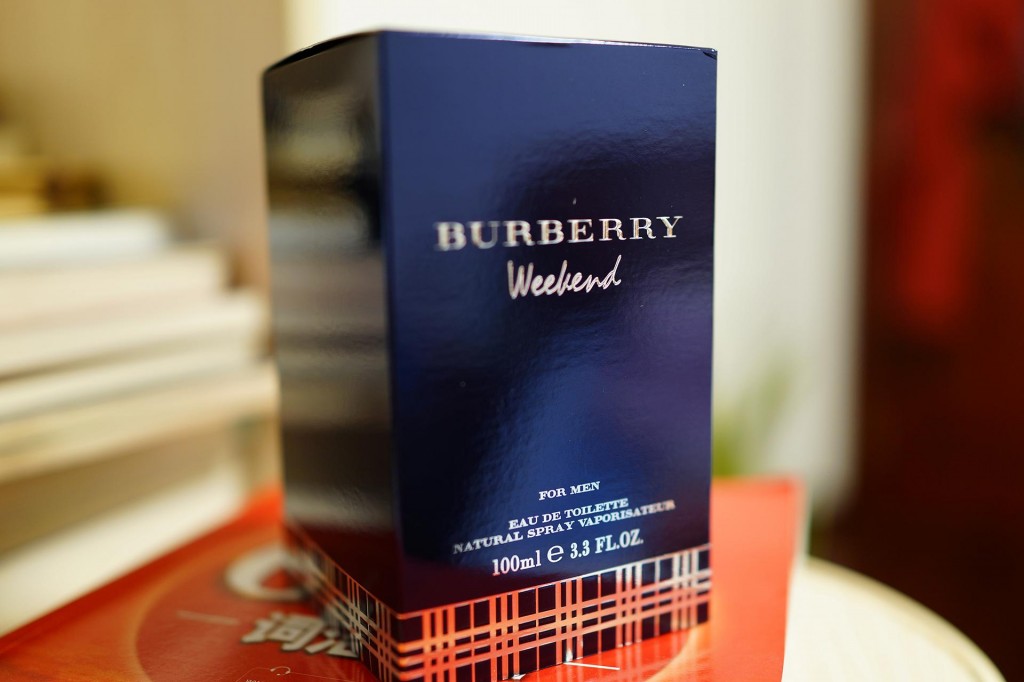 BURBERRY
Weekend
FOR MEN
EAU DE TOILETTE
NATURAL SPRAY VAPORISATEUR
100ml ℮ 3.3 FL.OZ.